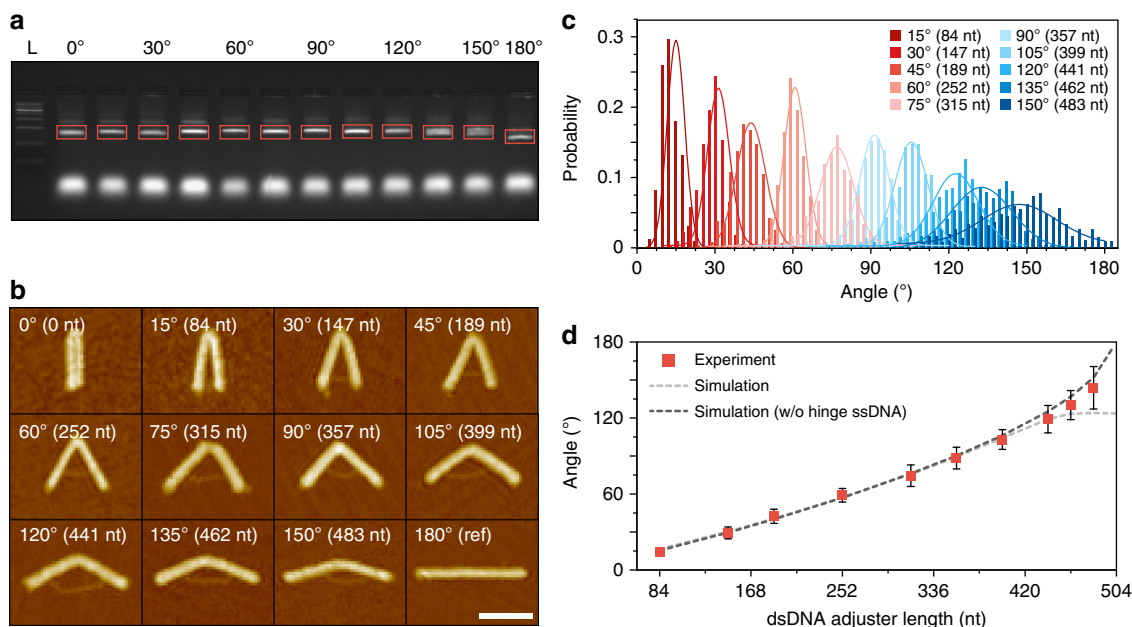 a
L 0° 30° 60° 90° 120° 150° 180°
b
0° (0 nt) 15° (84 nt) 30° (147 nt) 45° (189 nt)
60° (252 nt) 75° (315 nt) 90° (357 nt) 105° (399 nt)
120° (441 nt) 135° (462 nt) 150° (483 nt) 180° (ref)
c
Probability
0.3
0.2
0.1
0
15° (84 nt) 90° (357 nt)
30° (147 nt) 105° (399 nt)
45° (189 nt) 120° (441 nt)
60° (252 nt) 135° (462 nt)
75° (315 nt) 150° (483 nt)
0 30 60 90 120 150 180
Angle (°)
d
Angle (°)
180
120
60
0
Experiment
Simulation
Simulation (w/o hinge ssDNA)
84 168 252 336 420 504
dsDNA adjuster length (nt)